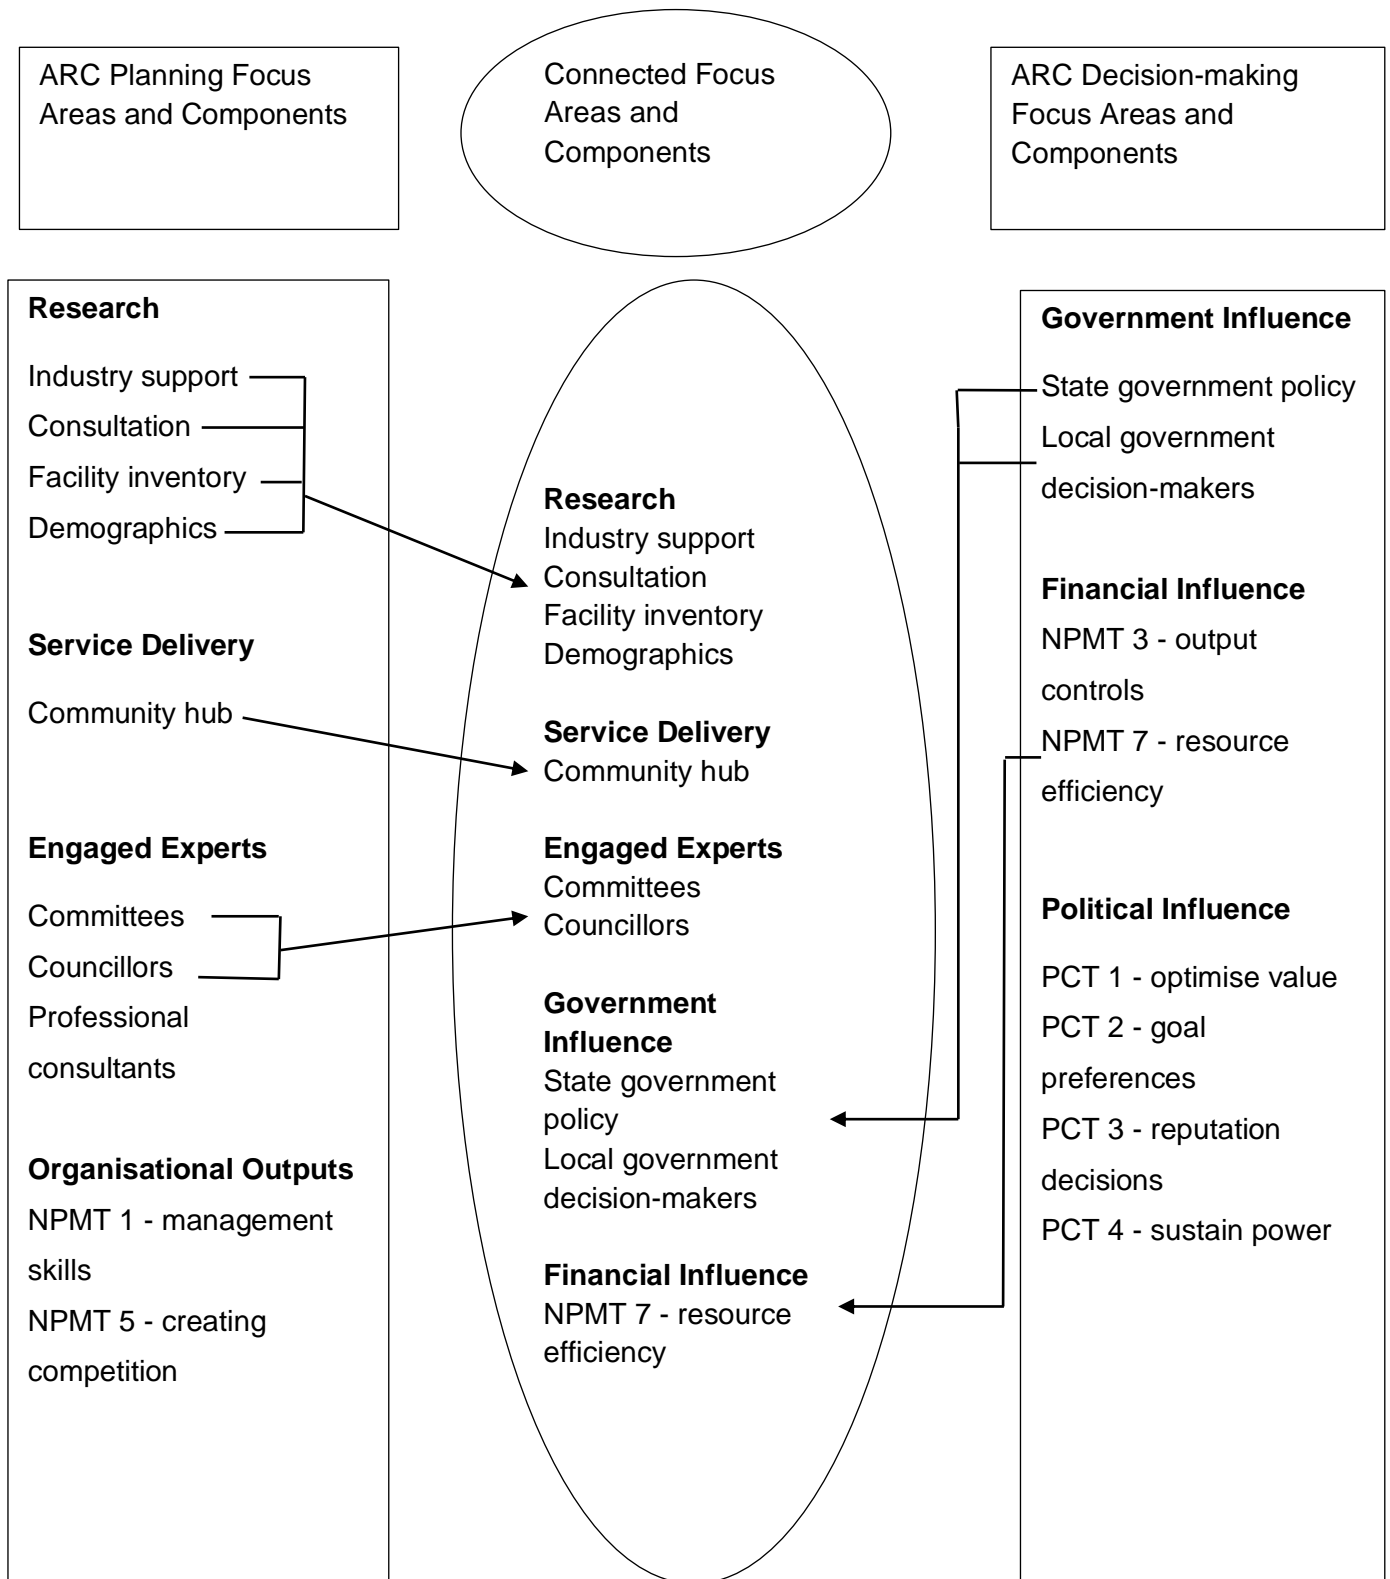 ARC Planning Focus
Areas and Components
Connected Focus
Areas and
Components
ARC Decision-making
Focus Areas and
Components
Research
Industry support
Consultation
Facility inventory
Demographics
Service Delivery
Community hub
Engaged Experts
Committees
Councillors
Professional
consultants
Organisational Outputs
NPMT 1 - management
skills
NPMT 5 - creating
competition
Research
Industry support
Consultation
Facility inventory
Demographics
Service Delivery
Community hub
Engaged Experts
Committees
Councillors
Government
Influence
State government
policy
Local government
decision-makers
Financial Influence
NPMT 7 - resource
efficiency
Government Influence
State government policy
Local government
decision-makers
Financial Influence
NPMT 3 - output
controls
NPMT 7 - resource
efficiency
Political Influence
PCT 1 - optimise value
PCT 2 - goal
preferences
PCT 3 - reputation
decisions
PCT 4 - sustain power